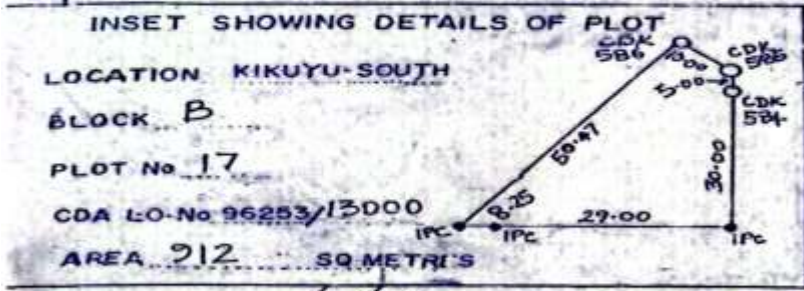 INSET SHOWING DETAILS OF PLOT
LOCATION KIKUYU-SOUTH
BLOCK B
PLOT No 17
CDA LO-No 96253/13000
AREA 912 SQ METRI'S
CDK
586
10.00
CDK
585
5.00
CDK
584
50.47
30.00
8.25
29.00
IPC
IPC
IPC